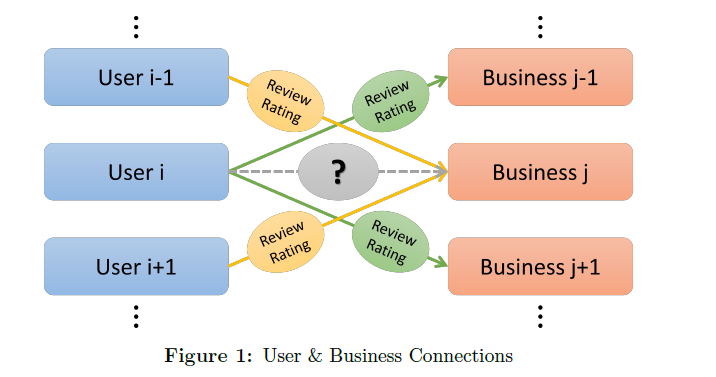 User i-1
Review
Rating
Review
Rating
Business j-1
User i
?
Business j
User i+1
Review
Rating
Review
Rating
Business j+1
Figure 1: User & Business Connections